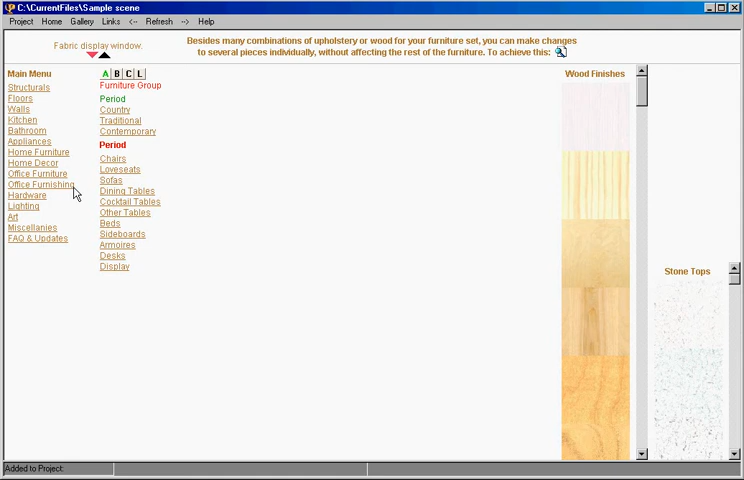 C:\CurrentFiles\Sample scene
Project Home Gallery Links <-- Refresh --> Help
Fabric display window:
Besides many combinations of upholstery or wood for your furniture set, you can make changes
to several pieces individually, without affecting the rest of the furniture. To achieve this:
Main Menu
Structurals
Floors
Walls
Kitchen
Bathroom
Appliances
Home Furniture
Home Decor
Office Furniture
Office Furnishing
Hardware
Lighting
Art
Miscellanies
FAQ & Updates
A B C L
Furniture Group
Period
Country
Traditional
Contemporary
Period
Chairs
Loveseats
Sofas
Dining Tables
Cocktail Tables
Other Tables
Beds
Sideboards
Armoires
Desks
Display
Wood Finishes
Stone Tops
Added to Project: